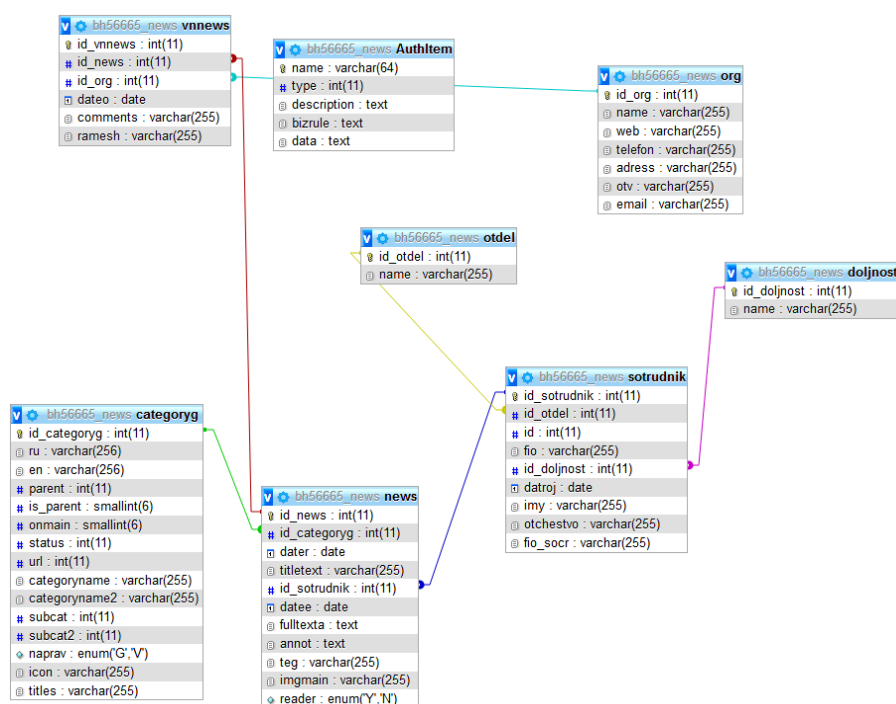 bh56665_news vnnews
id_vnnews : int(11)
id_news : int(11)
id_org : int(11)
dateo : date
comments : varchar(255)
ramesh : varchar(255)
bh56665_news AuthItem
name : varchar(64)
type : int(11)
description : text
bizrule : text
data : text
bh56665_news org
id_org : int(11)
name : varchar(255)
web : varchar(255)
telefon : varchar(255)
adress : varchar(255)
otv : varchar(255)
email : varchar(255)
bh56665_news otdel
id_otdel : int(11)
name : varchar(255)
bh56665_news doljnost
id_doljnost : int(11)
name : varchar(255)
bh56665_news sotrudnik
id_sotrudnik : int(11)
id_otdel : int(11)
id : int(11)
fio : varchar(255)
id_doljnost : int(11)
datroj : date
imy : varchar(255)
otchestvo : varchar(255)
fio_socr : varchar(255)
bh56665_news categoryg
id_categoryg : int(11)
ru : varchar(256)
en : varchar(256)
parent : int(11)
is_parent : smallint(6)
onmain : smallint(6)
status : int(11)
url : int(11)
categoryname : varchar(255)
categoryname2 : varchar(255)
subcat : int(11)
subcat2 : int(11)
naprav : enum('G','V')
icon : varchar(255)
titles : varchar(255)
bh56665_news news
id_news : int(11)
id_categoryg : int(11)
dater : date
titletext : varchar(255)
id_sotrudnik : int(11)
datee : date
fulltexta : text
annot : text
teg : varchar(255)
imgmain : varchar(255)
reader : enum('Y','N')